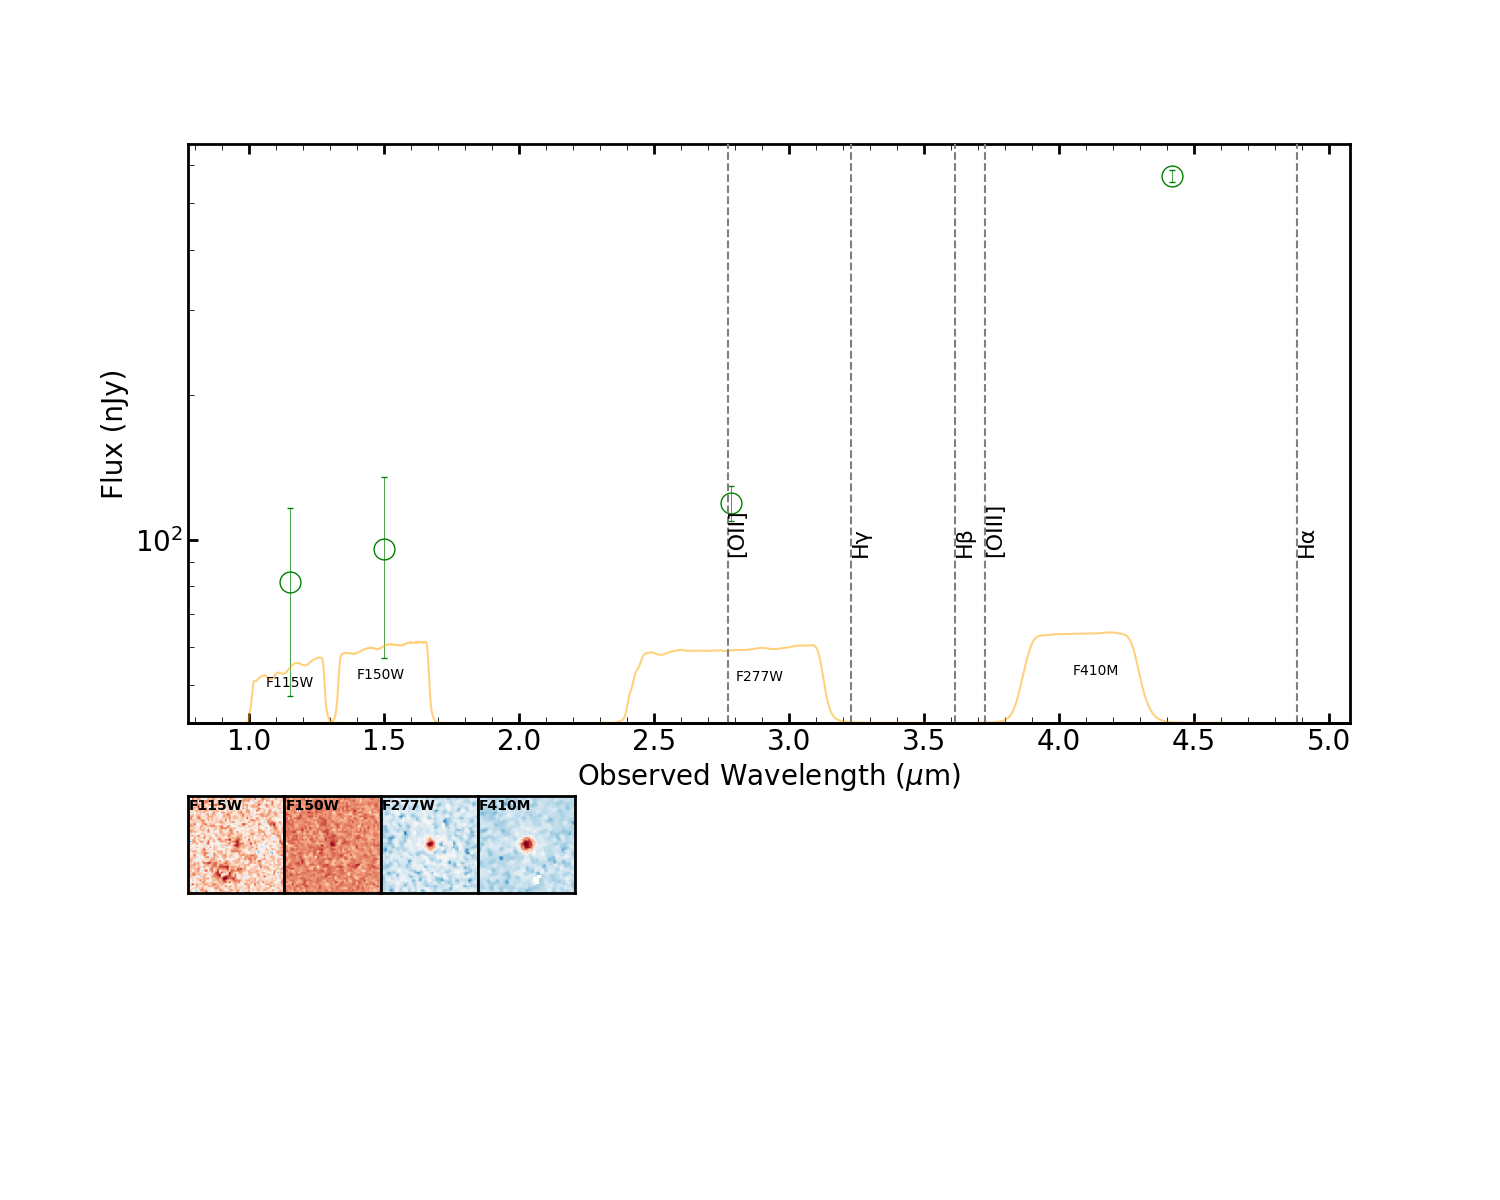 Flux (nJy)
10²
[OII]
Hγ
Hβ
[OIII]
Hα
F115W
F150W
F277W
F410M
1.0 1.5 2.0 2.5 3.0 3.5 4.0 4.5 5.0
Observed Wavelength (μm)
F115W F150W F277W F410M